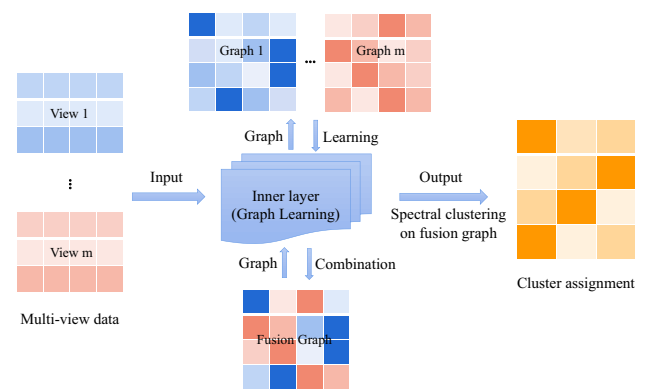 Graph 1
...
Graph m
View 1
...
View m
Multi-view data
Input
Graph
Learning
Inner layer
(Graph Learning)
Graph
Combination
Fusion Graph
Output
Spectral clustering
on fusion graph
Cluster assignment